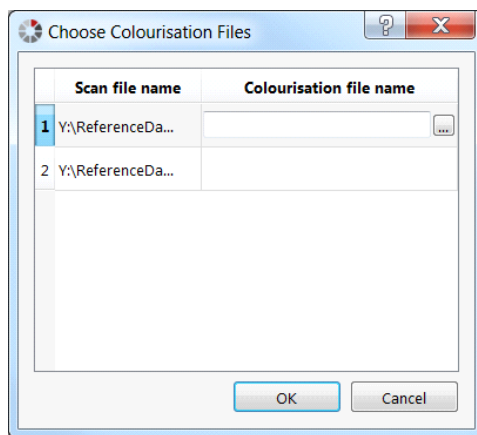 Choose Colourisation Files
Scan file name Colourisation file name
1 Y:\ReferenceDa... ...
2 Y:\ReferenceDa...
OK Cancel